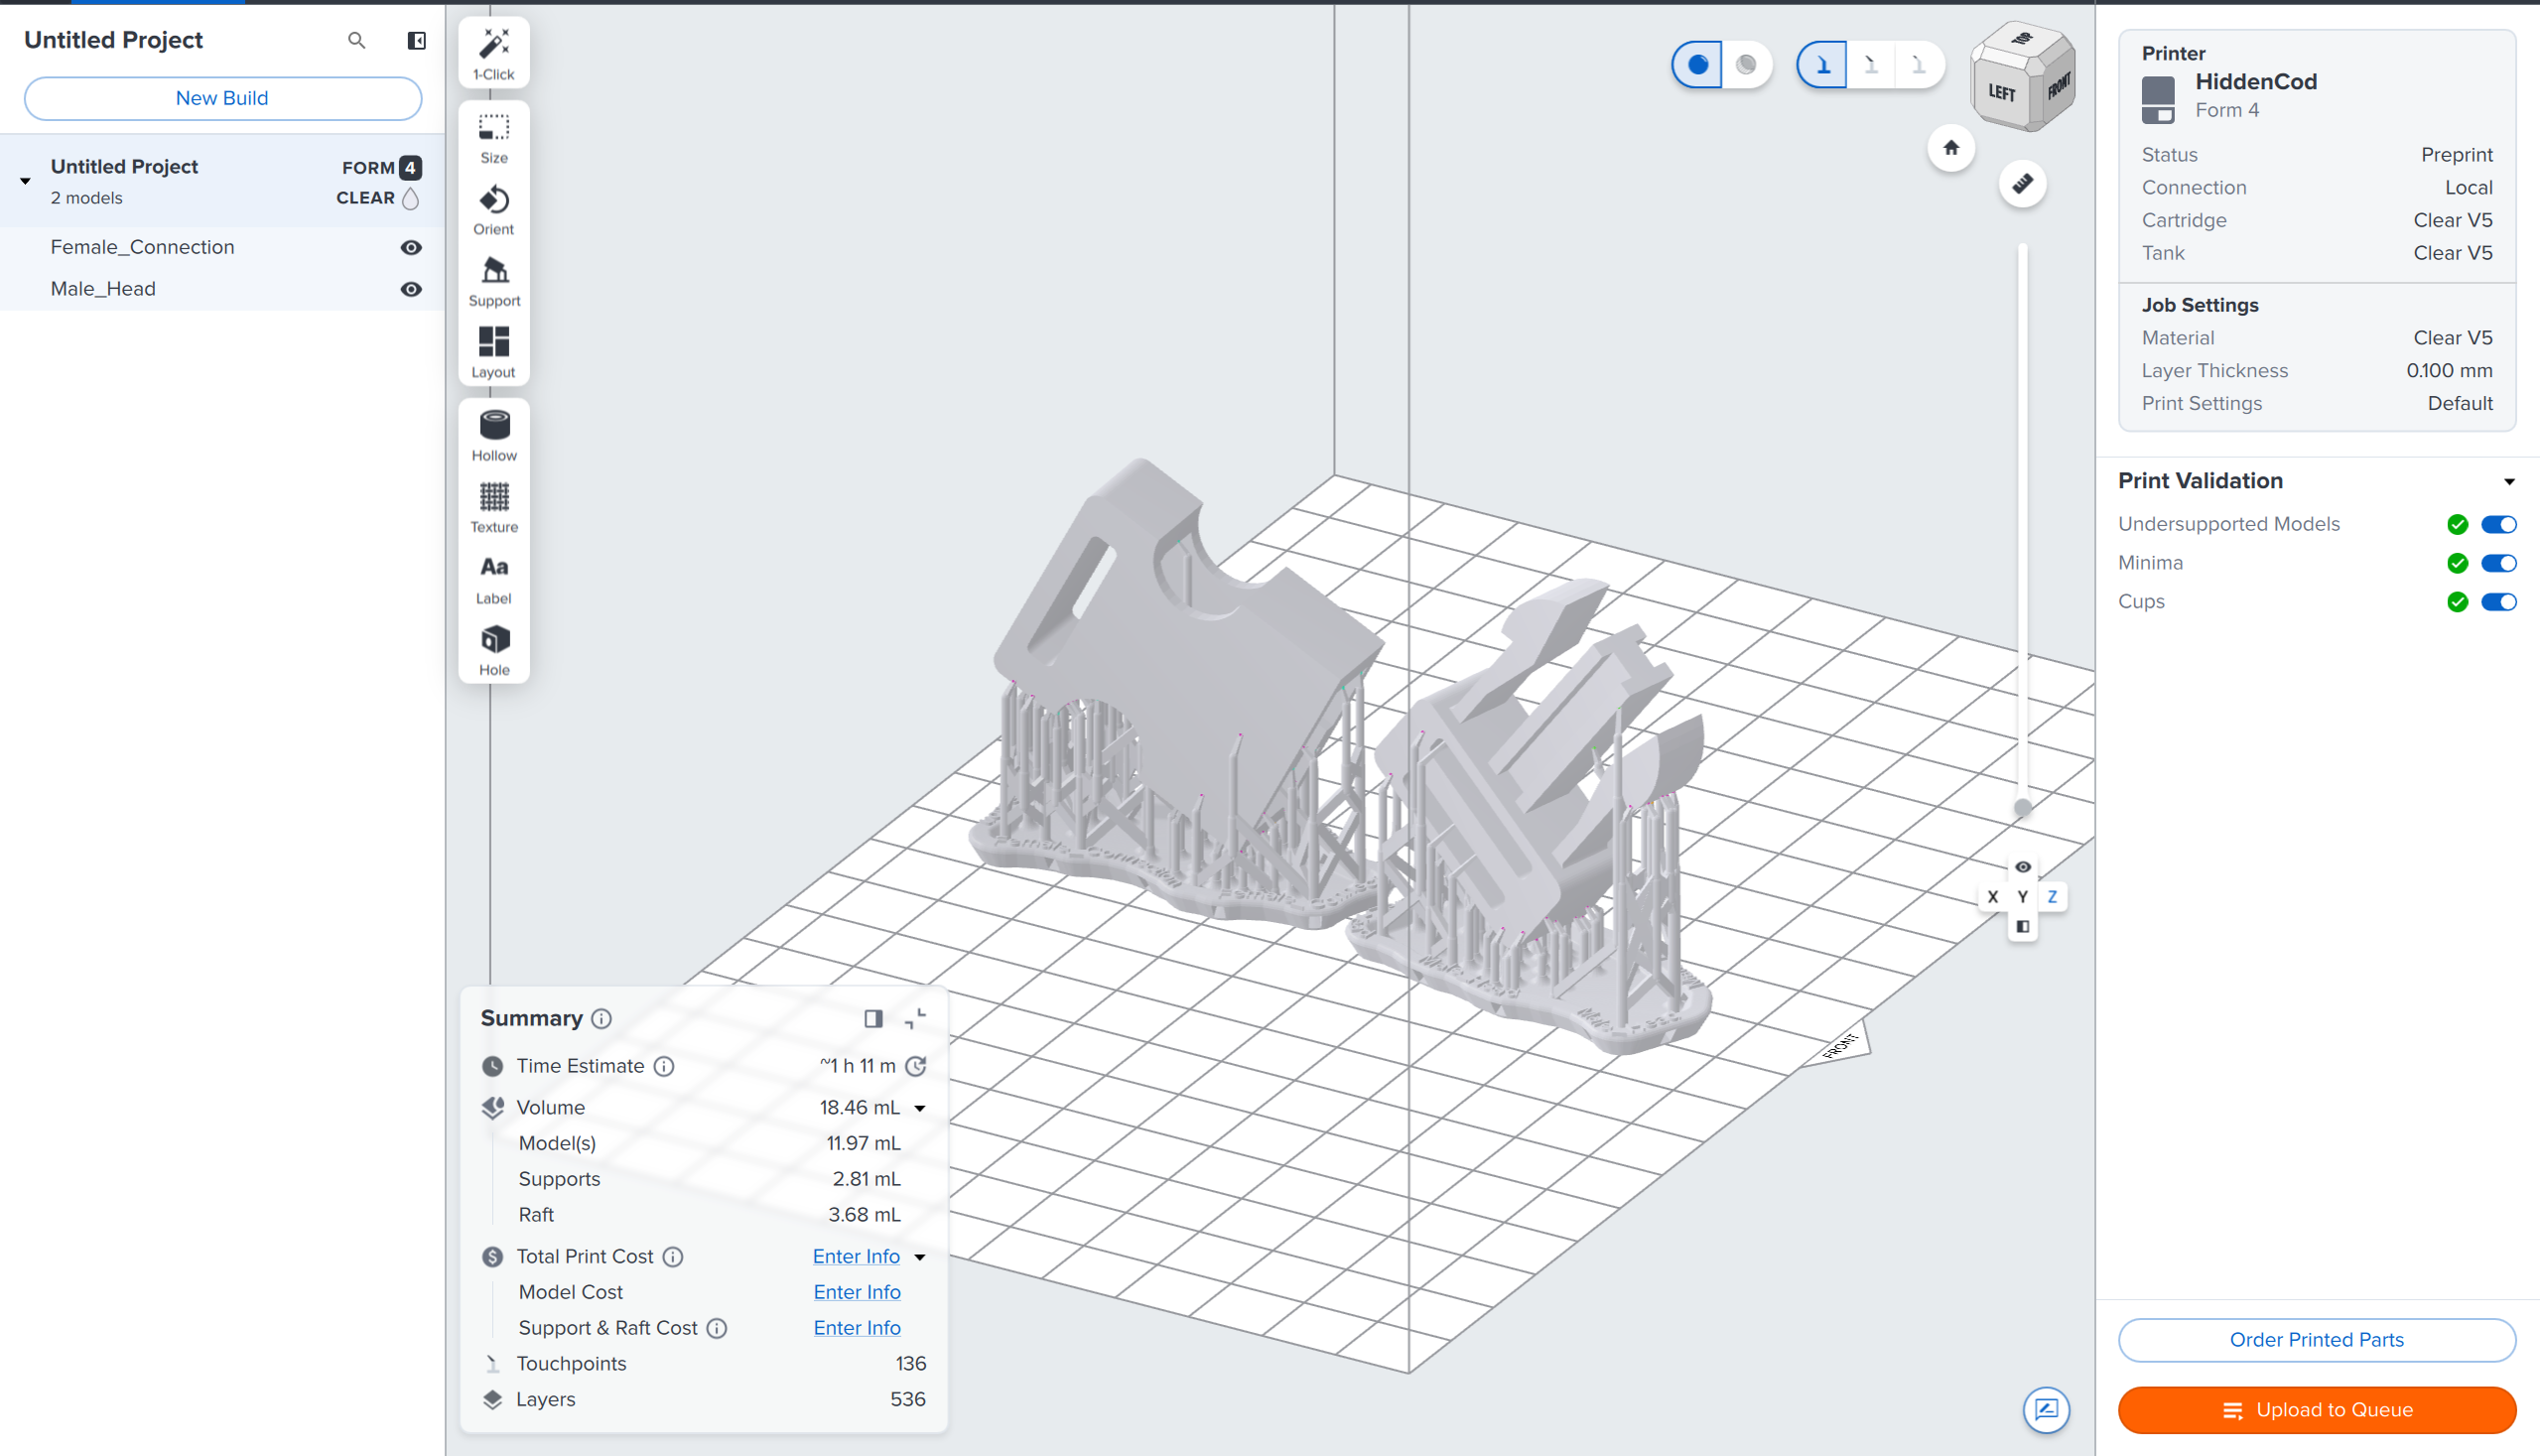 Untitled Project
New Build
Untitled Project
FORM 4
2 models
CLEAR
Female_Connection
Male_Head
1-Click
Size
Orient
Support
Layout
Hollow
Texture
Aa
Label
Hole
TOP
LEFT
FRONT
X Y Z
FRONT
Summary
Time Estimate ~1 h 11 m
Volume 18.46 mL
Model(s) 11.97 mL
Supports 2.81 mL
Raft 3.68 mL
Total Print Cost Enter Info
Model Cost Enter Info
Support & Raft Cost Enter Info
Touchpoints 136
Layers 536
Printer
HiddenCod
Form 4
Status Preprint
Connection Local
Cartridge Clear V5
Tank Clear V5
Job Settings
Material Clear V5
Layer Thickness 0.100 mm
Print Settings Default
Print Validation
Undersupported Models
Minima
Cups
Order Printed Parts
Upload to Queue